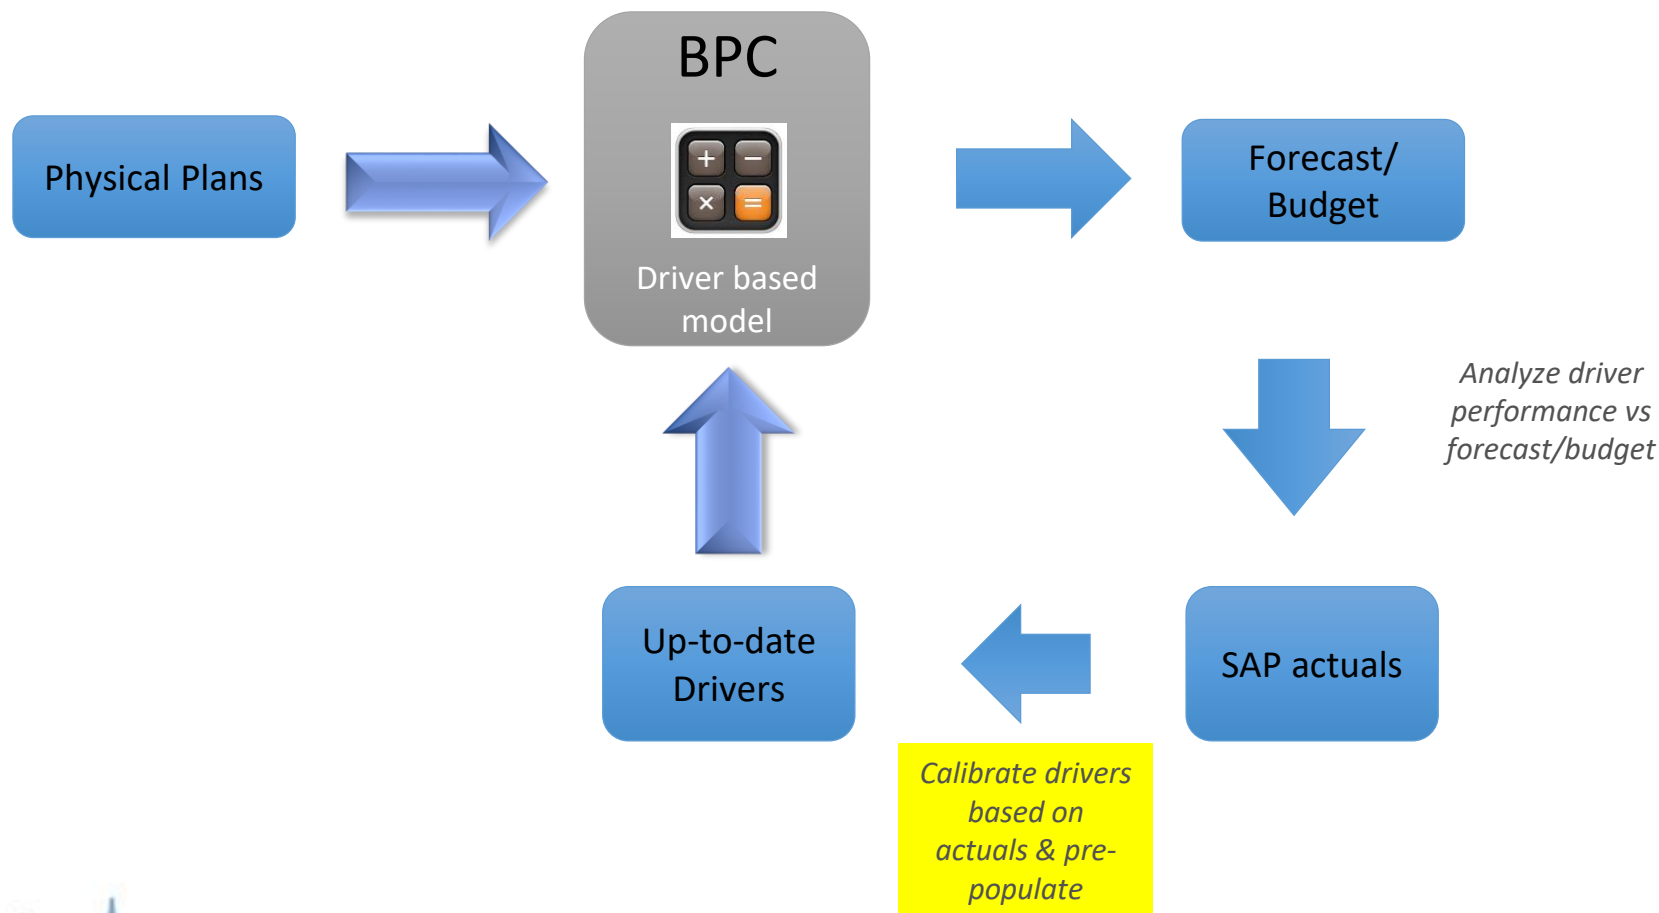 BPC
Physical Plans
+ −
× =
Driver based
model
Forecast/
Budget
Analyze driver
performance vs
forecast/budget
Up-to-date
Drivers
SAP actuals
Calibrate drivers
based on
actuals & pre-
populate